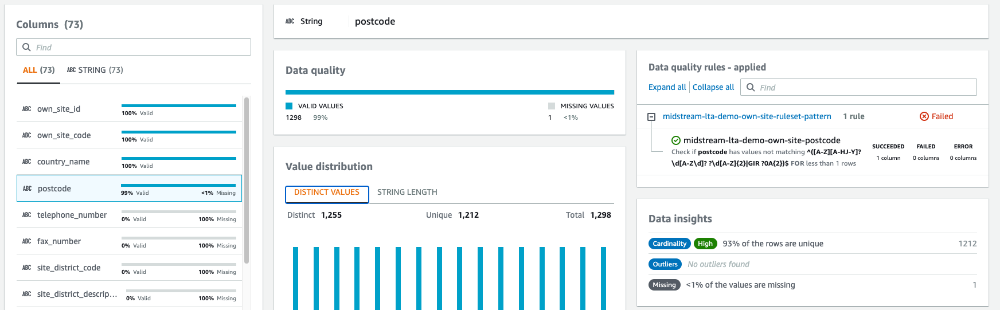 Columns (73)
Find
ALL (73)
ABC STRING (73)
ABC own_site_id
100% Valid
ABC own_site_code
100% Valid
ABC country_name
100% Valid
ABC postcode
99% Valid <1% Missing
ABC telephone_number
0% Valid 100% Missing
ABC fax_number
0% Valid 100% Missing
ABC site_district_code
0% Valid 100% Missing
ABC site_district_descrip...
0% Valid 100% Missing
ABC String postcode
Data quality
VALID VALUES MISSING VALUES
1298 99% 1 <1%
Value distribution
DISTINCT VALUES STRING LENGTH
Distinct 1,255 Unique 1,212 Total 1,298
Data quality rules - applied
Expand all Collapse all Find
midstream-lta-demo-own-site-ruleset-pattern 1 rule Failed
midstream-lta-demo-own-site-postcode
Check if postcode has values not matching ^([A-Z][A-HJ-Y]?
\d[A-Z\d]? ?\d[A-Z]{2}|GIR ?0A{2})$ FOR less than 1 rows
SUCCEEDED FAILED ERROR
1 column 0 columns 0 columns
Data insights
Cardinality High 93% of the rows are unique 1212
Outliers No outliers found
Missing <1% of the values are missing 1